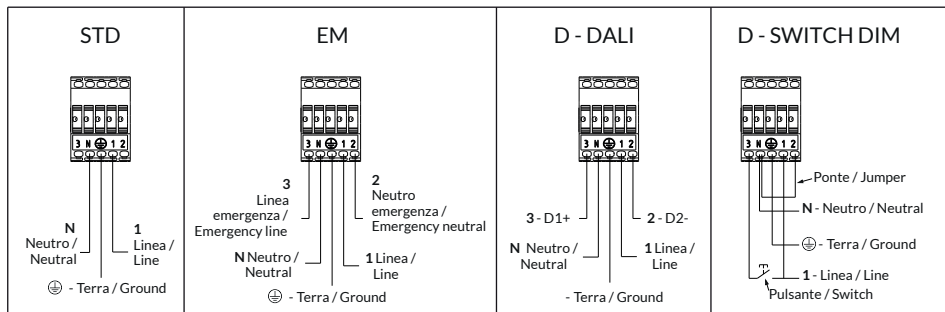 STD
3 N ⏚ 1 2
N
Neutro /
Neutral
1
Linea /
Line
⏚ - Terra / Ground
EM
3 N ⏚ 1 2
3
Linea
emergenza /
Emergency line
2
Neutro
emergenza /
Emergency neutral
N Neutro /
Neutral
1 Linea /
Line
⏚ - Terra / Ground
D - DALI
3 N ⏚ 1 2
3 - D1+
2 - D2-
N Neutro /
Neutral
1 Linea /
Line
- Terra / Ground
D - SWITCH DIM
3 N ⏚ 1 2
Ponte / Jumper
N - Neutro / Neutral
⏚ - Terra / Ground
1 - Linea / Line
Pulsante / Switch